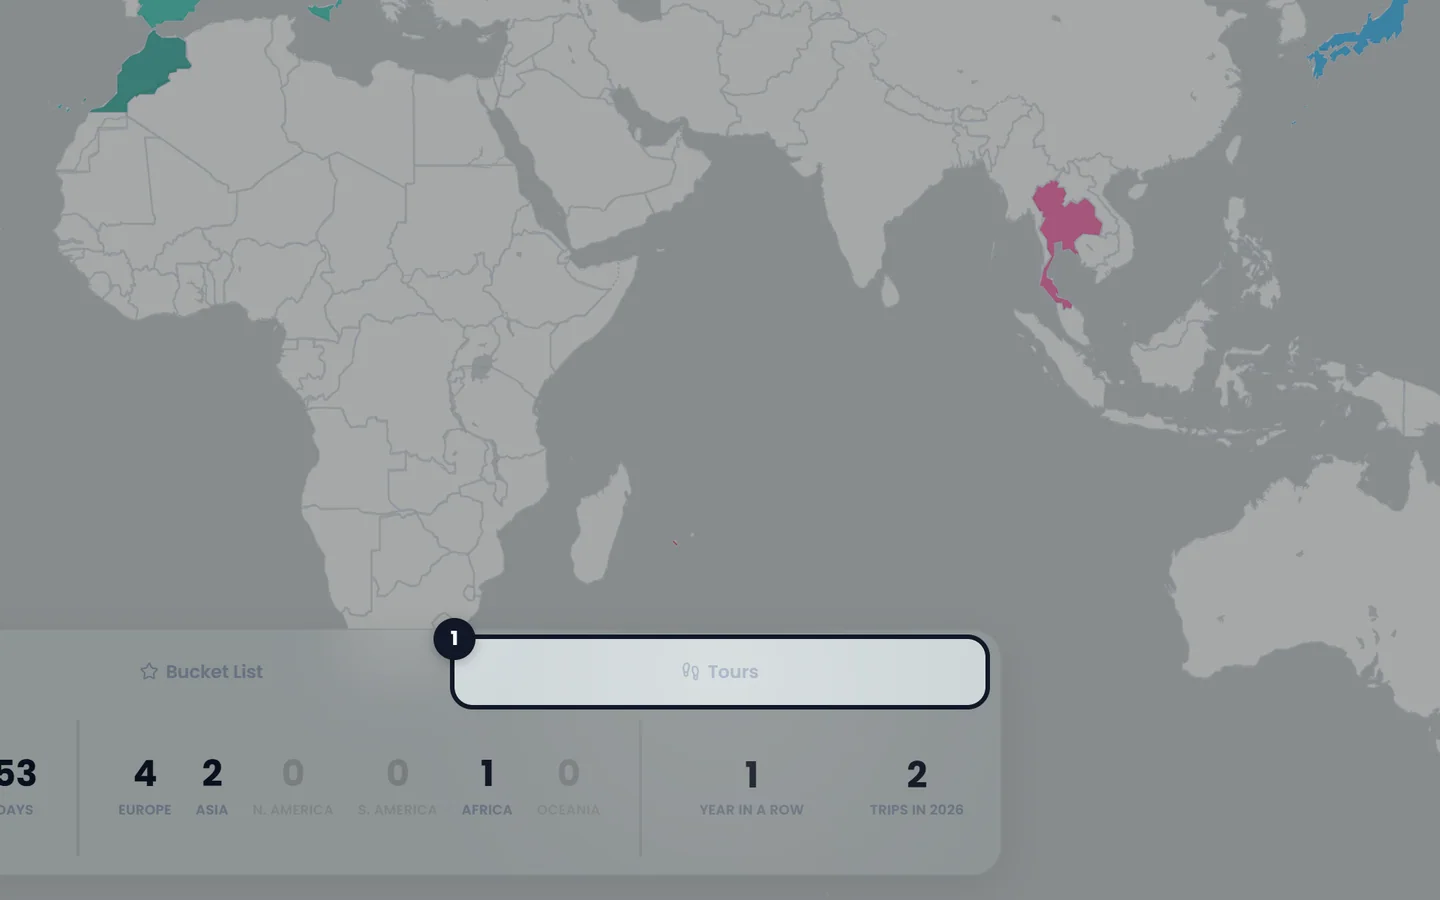 1
Bucket List
Tours
53 4 2 0 0 1 0 1 2
DAYS EUROPE ASIA N. AMERICA S. AMERICA AFRICA OCEANIA YEAR IN A ROW TRIPS IN 2026